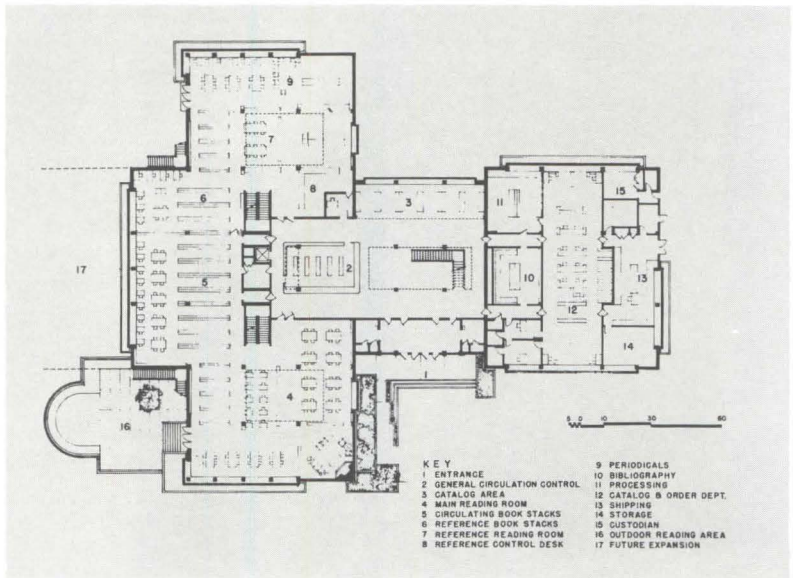 9
7
8
6
15
3
11
17
2
10
13
5
12
14
4
1
16
5 0 10 30 60
KEY
1 ENTRANCE
2 GENERAL CIRCULATION CONTROL
3 CATALOG AREA
4 MAIN READING ROOM
5 CIRCULATING BOOK STACKS
6 REFERENCE BOOK STACKS
7 REFERENCE READING ROOM
8 REFERENCE CONTROL DESK
9 PERIODICALS
10 BIBLIOGRAPHY
11 PROCESSING
12 CATALOG & ORDER DEPT.
13 SHIPPING
14 STORAGE
15 CUSTODIAN
16 OUTDOOR READING AREA
17 FUTURE EXPANSION